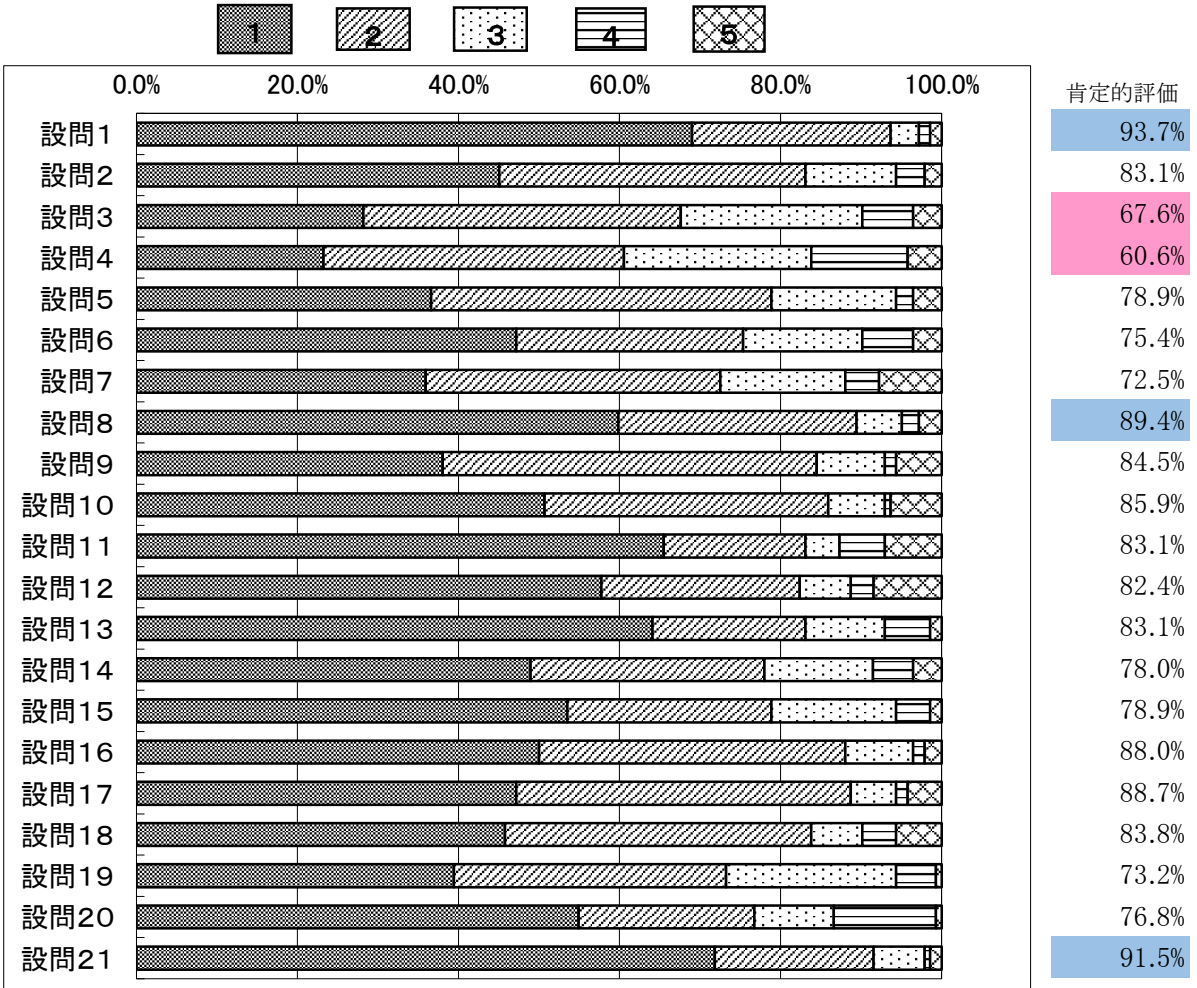 1 2 3 4 5
0.0% 20.0% 40.0% 60.0% 80.0% 100.0%
肯定的評価
設問1 93.7%
設問2 83.1%
設問3 67.6%
設問4 60.6%
設問5 78.9%
設問6 75.4%
設問7 72.5%
設問8 89.4%
設問9 84.5%
設問10 85.9%
設問11 83.1%
設問12 82.4%
設問13 83.1%
設問14 78.0%
設問15 78.9%
設問16 88.0%
設問17 88.7%
設問18 83.8%
設問19 73.2%
設問20 76.8%
設問21 91.5%